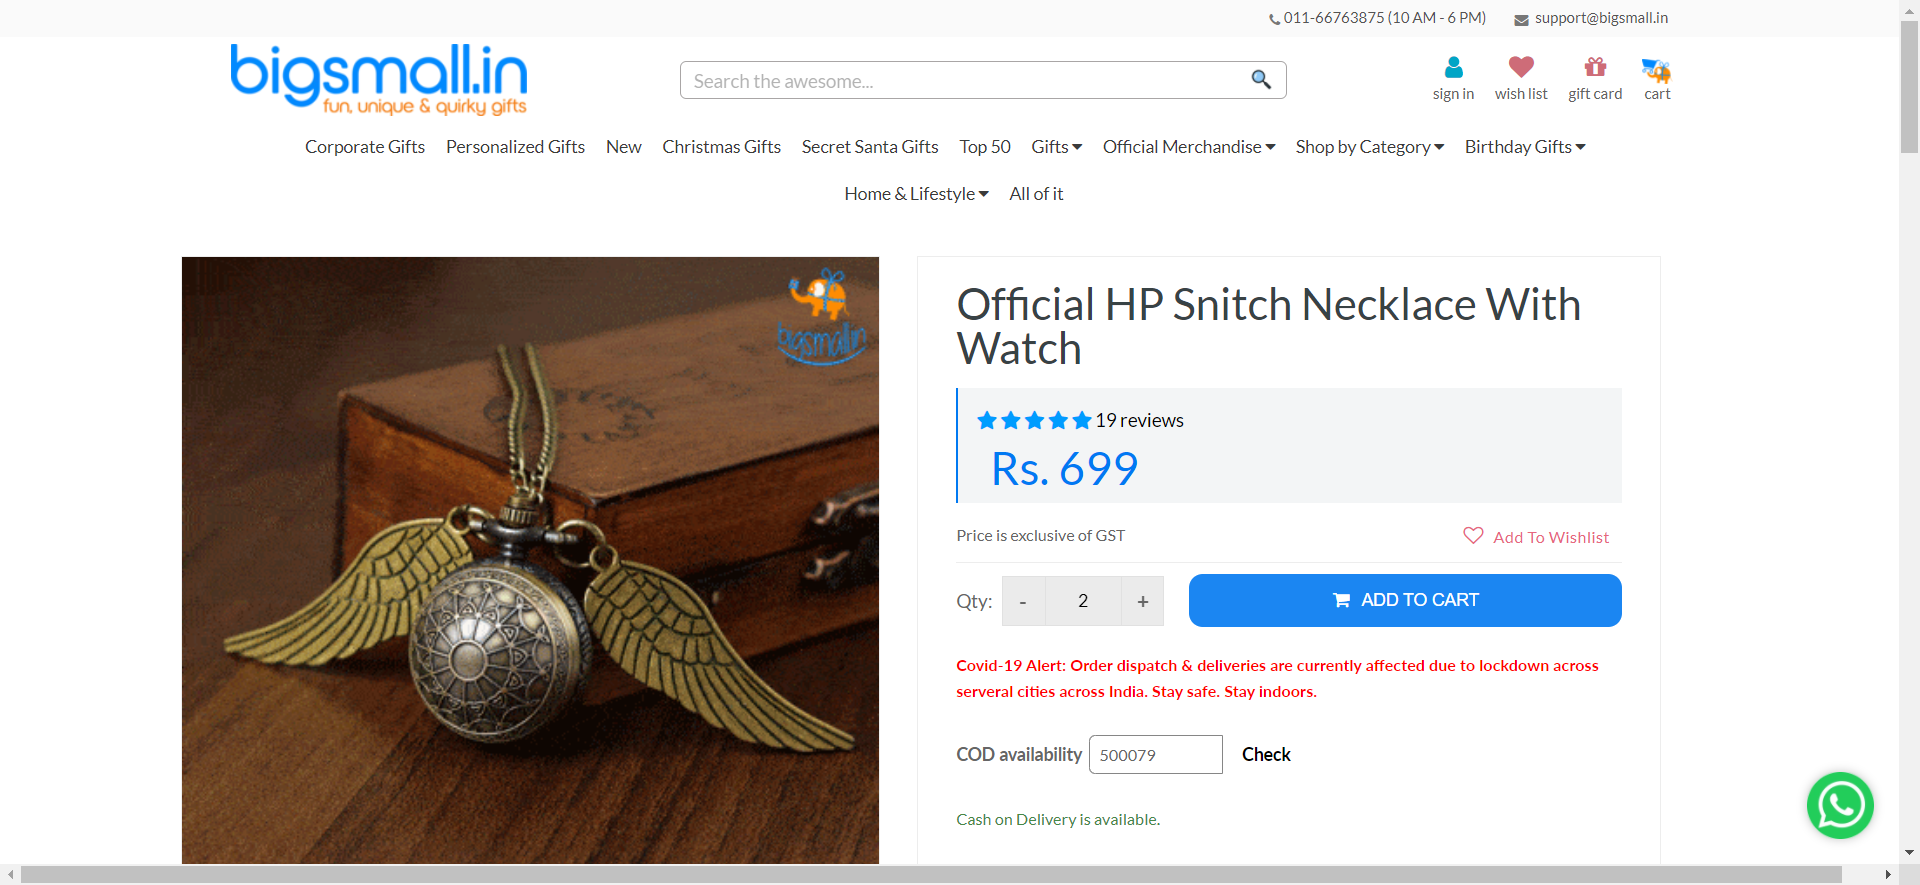 011-66763875 (10 AM - 6 PM) support@bigsmall.in
bigsmall.in
fun, unique & quirky gifts
Search the awesome...
sign in wish list gift card cart
Corporate Gifts Personalized Gifts New Christmas Gifts Secret Santa Gifts Top 50 Gifts Official Merchandise Shop by Category Birthday Gifts
Home & Lifestyle All of it
bigsmall.in
Official HP Snitch Necklace With
Watch
19 reviews
Rs. 699
Price is exclusive of GST Add To Wishlist
Qty: - 2 + ADD TO CART
Covid-19 Alert: Order dispatch & deliveries are currently affected due to lockdown across
serveral cities across India. Stay safe. Stay indoors.
COD availability 500079 Check
Cash on Delivery is available.